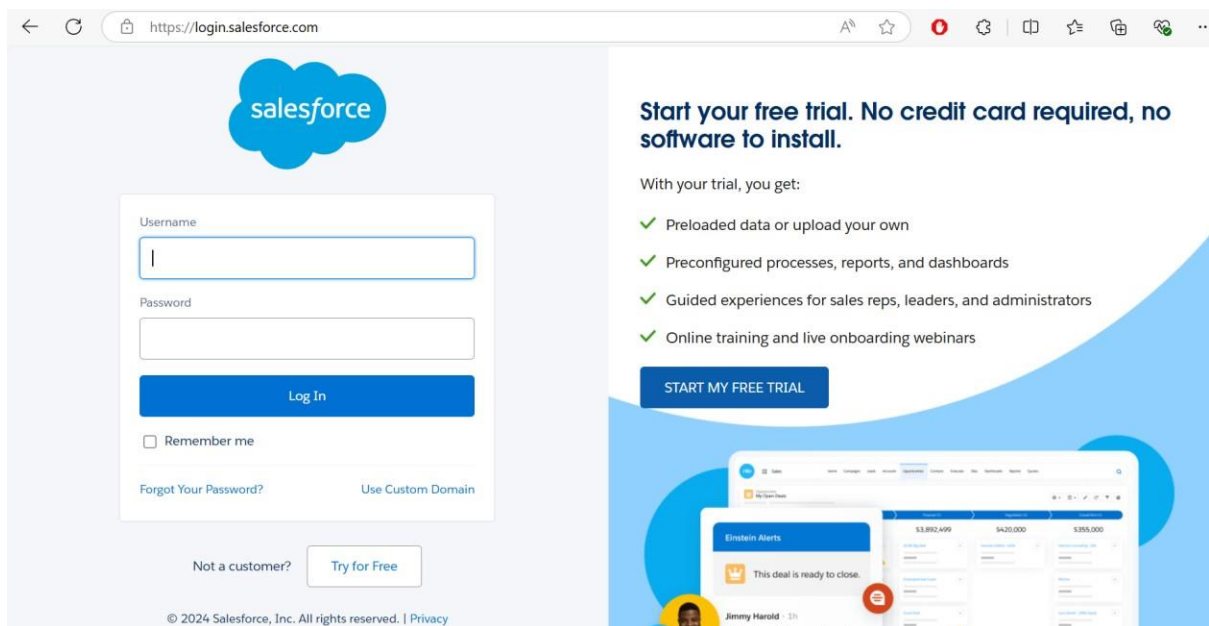 https://login.salesforce.com
salesforce
Username
Password
Log In
Remember me
Forgot Your Password?
Use Custom Domain
Not a customer?
Try for Free
© 2024 Salesforce, Inc. All rights reserved. | Privacy
Start your free trial. No credit card required, no
software to install.
With your trial, you get:
Preloaded data or upload your own
Preconfigured processes, reports, and dashboards
Guided experiences for sales reps, leaders, and administrators
Online training and live onboarding webinars
START MY FREE TRIAL
Sales
My Open Deals
$3,892,499
$420,000
$355,000
Einstein Alerts
This deal is ready to close.
Jimmy Harold · 1h